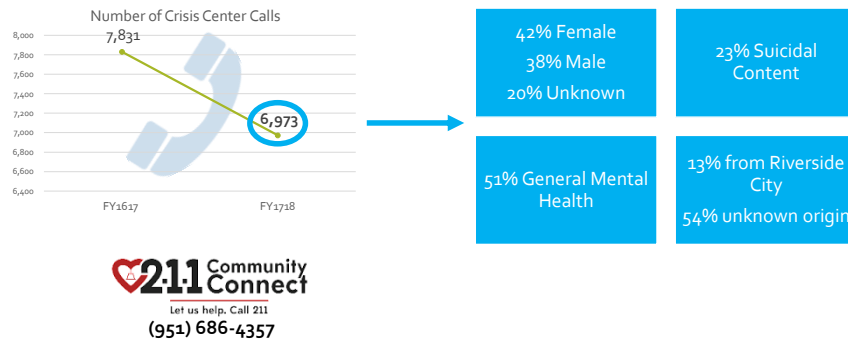 Number of Crisis Center Calls
8,000
7,800
7,600
7,400
7,200
7,000
6,800
6,600
6,400
7,831
6,973
FY1617
FY1718
42% Female
38% Male
20% Unknown
23% Suicidal
Content
51% General Mental
Health
13% from Riverside
City
54% unknown origin
2·1·1 Community
Connect
Let us help. Call 211
(951) 686-4357